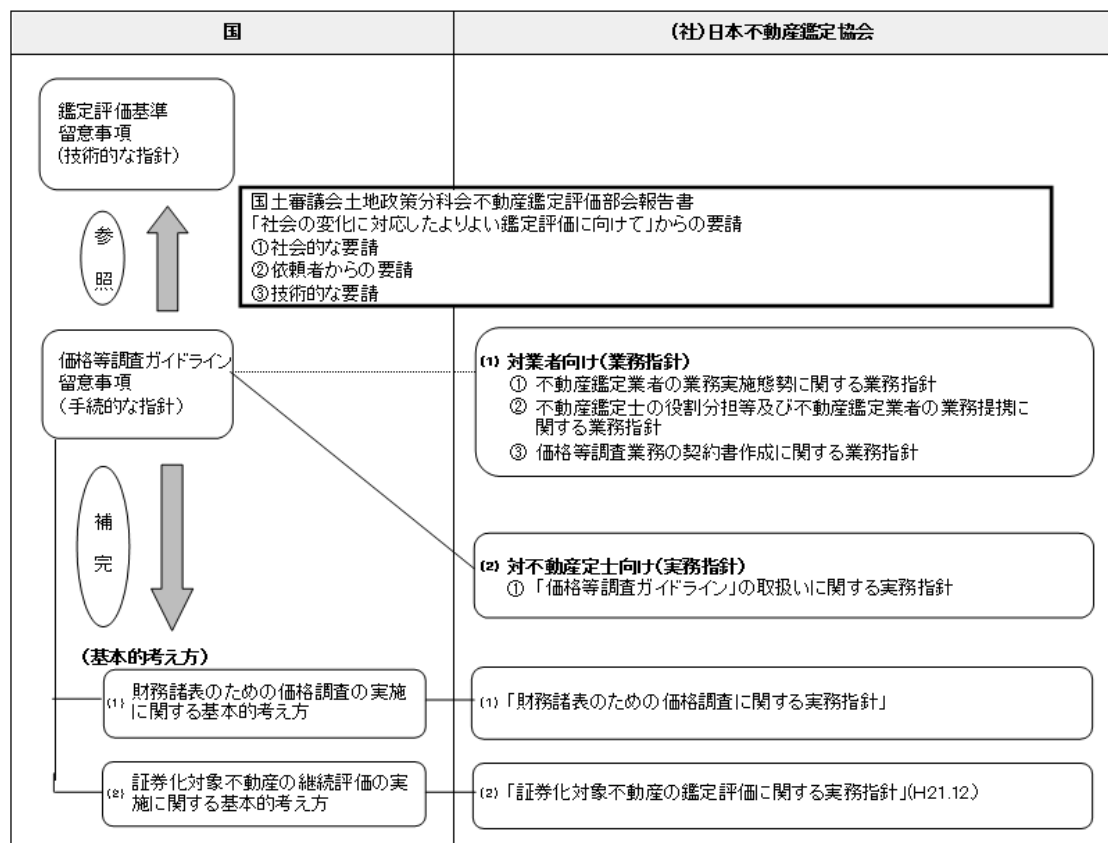 国
(社)日本不動産鑑定協会
鑑定評価基準
留意事項
(技術的な指針)
国土審議会土地政策分科会不動産鑑定評価部会報告書
「社会の変化に対応したよりよい鑑定評価に向けて」からの要請
①社会的な要請
②依頼者からの要請
③技術的な要請
参
照
価格等調査ガイドライン
留意事項
(手続的な指針)
(1) 対業者向け(業務指針)
① 不動産鑑定業者の業務実施態勢に関する業務指針
② 不動産鑑定士の役割分担等及び不動産鑑定業者の業務提携に
関する業務指針
③ 価格等調査業務の契約書作成に関する業務指針
補
完
(2) 対不動産定士向け(実務指針)
① 「価格等調査ガイドライン」の取扱いに関する実務指針
(基本的考え方)
(1) 財務諸表のための価格調査の実施
に関する基本的考え方
(1) 「財務諸表のための価格調査に関する実務指針」
(2) 証券化対象不動産の継続評価の実
施に関する基本的考え方
(2) 「証券化対象不動産の鑑定評価に関する実務指針」(H21.12.)